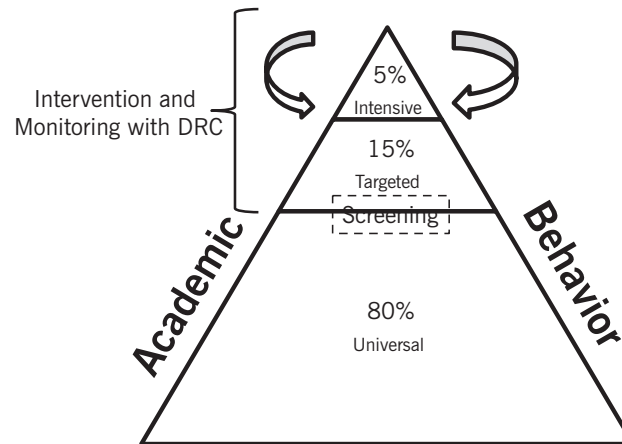 5%
Intensive
Intervention and
Monitoring with DRC
15%
Targeted
Screening
Academic
Behavior
80%
Universal